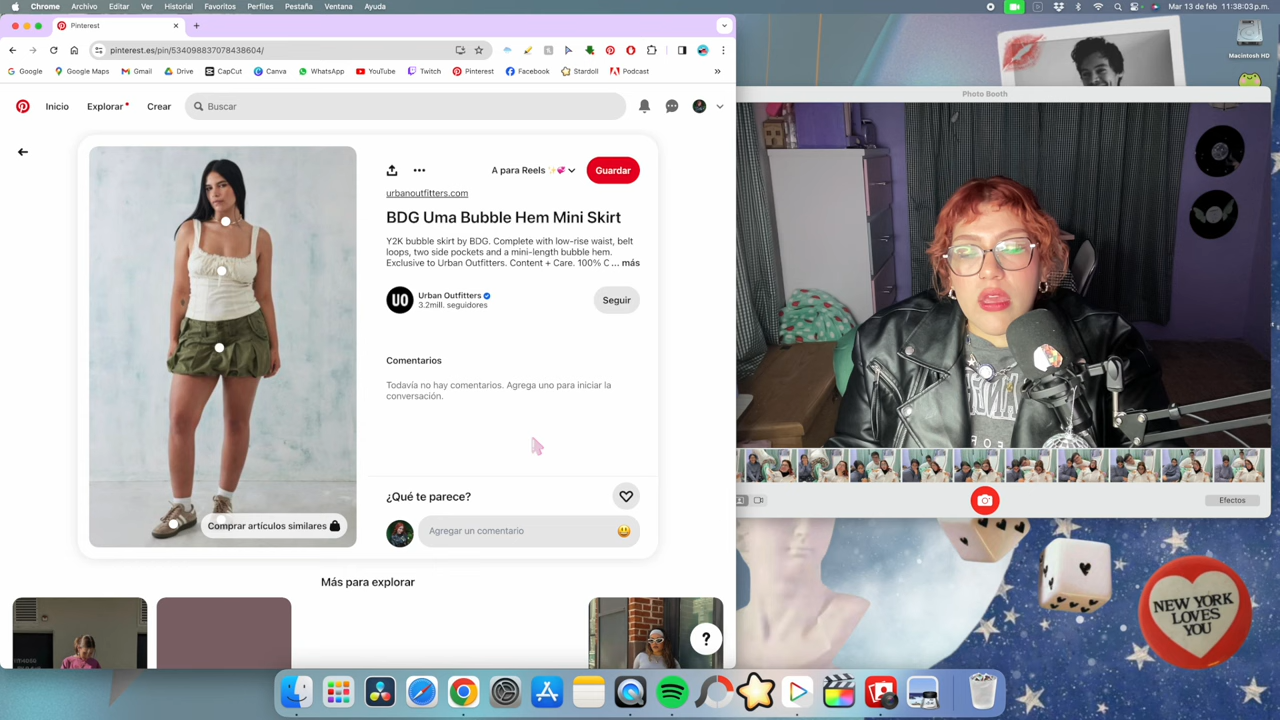 Chrome Archivo Editar Ver Historial Favoritos Perfiles Pestaña Ventana Ayuda
Mar 13 de feb 11:38:03 p.m.
Pinterest
pinterest.es/pin/534098837078438604/
Google Google Maps Gmail Drive CapCut Canva WhatsApp YouTube Twitch Pinterest Facebook Stardoll Podcast »
Inicio Explorar Crear Buscar
A para Reels ✨💞 Guardar
urbanoutfitters.com
BDG Uma Bubble Hem Mini Skirt
Y2K bubble skirt by BDG. Complete with low-rise waist, belt
loops, two side pockets and a mini-length bubble hem.
Exclusive to Urban Outfitters. Content + Care. 100% C ... más
UO
Urban Outfitters
3.2mill. seguidores
Seguir
Comentarios
Todavía no hay comentarios. Agrega uno para iniciar la
conversación.
¿Qué te parece?
Agregar un comentario
Comprar artículos similares
Más para explorar
?
Photo Booth
Efectos
Macintosh HD
NEW YORK
LOVES
YOU